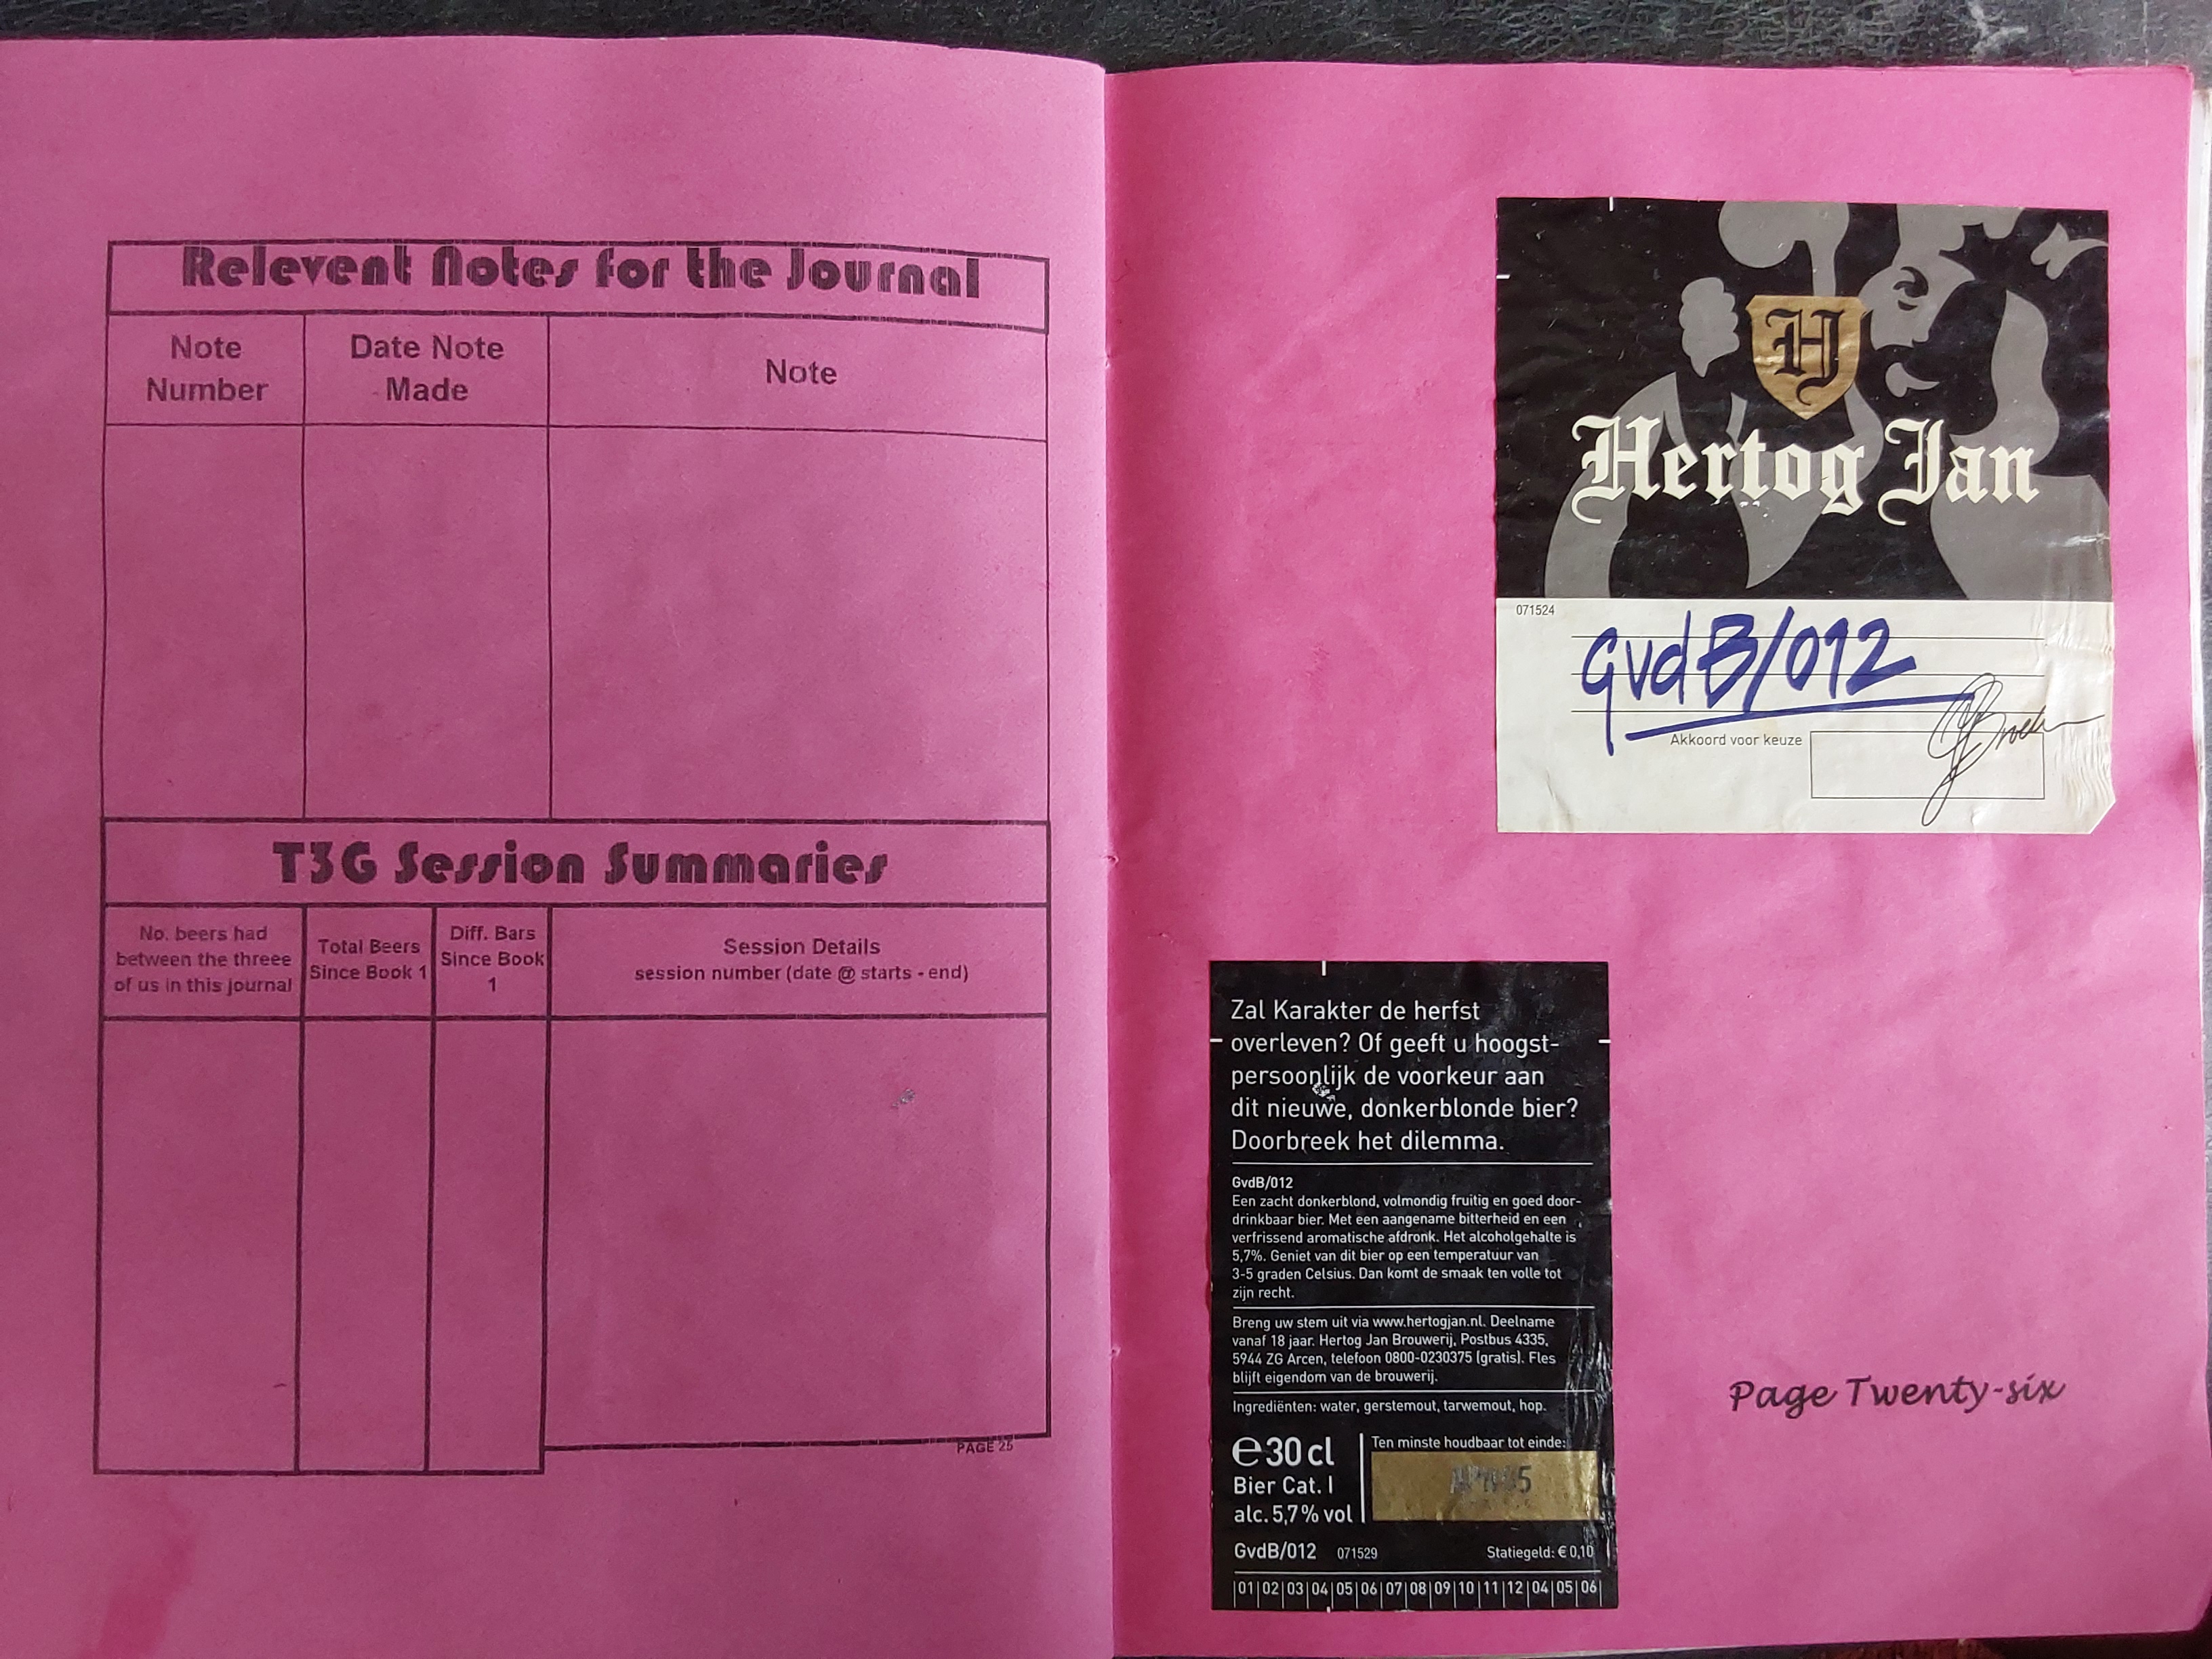 Relevent Notes for the Journal
Note
Number
Date Note
Made
Note
T3G Session Summaries
No. beers had
between the threee
of us in this journal
Total Beers
Since Book 1
Diff. Bars
Since Book
1
Session Details
session number (date @ starts - end)
PAGE 25
HJ
Hertog Jan
071524
GvdB/012
Akkoord voor keuze
Zal Karakter de herfst
overleven? Of geeft u hoogst-
persoonlijk de voorkeur aan
dit nieuwe, donkerblonde bier?
Doorbreek het dilemma.
GvdB/012
Een zacht donkerblond, volmondig fruitig en goed door-
drinkbaar bier. Met een aangename bitterheid en een
verfrissend aromatische afdronk. Het alcoholgehalte is
5,7%. Geniet van dit bier op een temperatuur van
3-5 graden Celsius. Dan komt de smaak ten volle tot
zijn recht.
Breng uw stem uit via www.hertogjan.nl. Deelname
vanaf 18 jaar. Hertog Jan Brouwerij, Postbus 4335,
5944 ZG Arcen, telefoon 0800-0230375 (gratis). Fles
blijft eigendom van de brouwerij.
Ingrediënten: water, gerstemout, tarwemout, hop.
e 30 cl
Bier Cat. I
alc. 5,7% vol
Ten minste houdbaar tot einde:
GvdB/012 071529
Statiegeld: € 0,10
|01|02|03|04|05|06|07|08|09|10|11|12|04|05|06|
Page Twenty-six